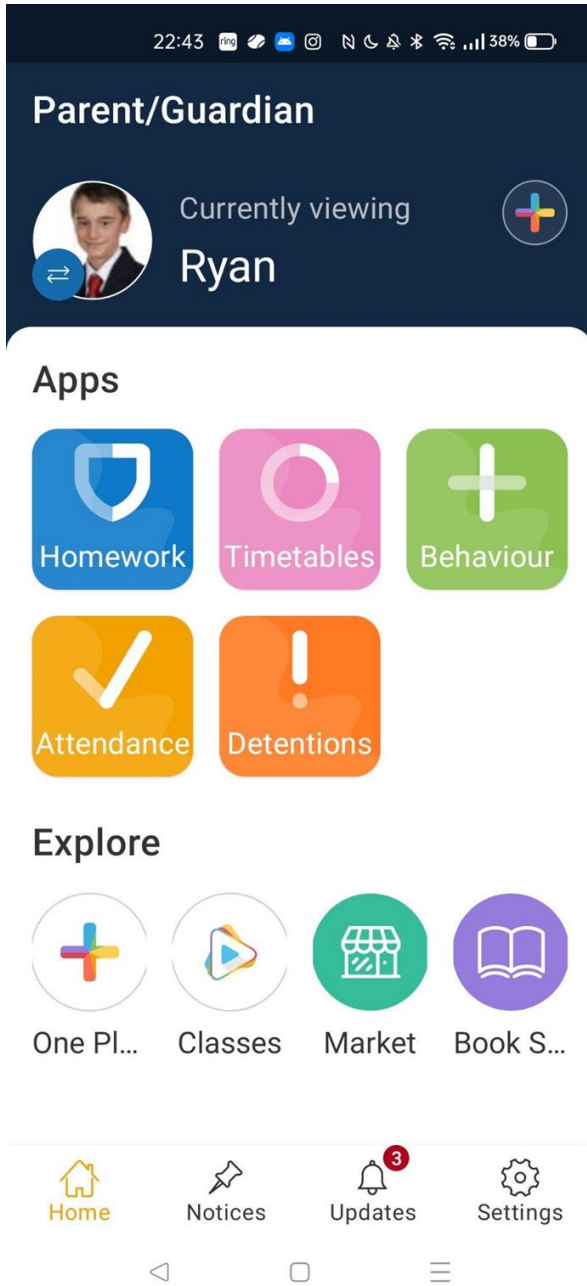 22:43 ring 38%
Parent/Guardian
Currently viewing
Ryan
Apps
Homework Timetables Behaviour
Attendance Detentions
Explore
One Pl... Classes Market Book S...
3
Home Notices Updates Settings